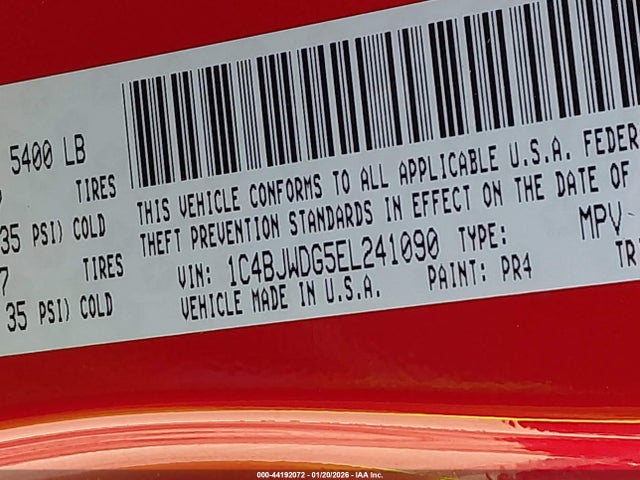 5400 LB
TIRES
35 PSI) COLD
7 TIRES
35 PSI) COLD
THIS VEHICLE CONFORMS TO ALL APPLICABLE U.S.A. FEDER
THEFT PREVENTION STANDARDS IN EFFECT ON THE DATE OF
VIN: 1C4BJWDG5EL241090 TYPE: MPV
VEHICLE MADE IN U.S.A. PAINT: PR4 TR
000-44192072 - 01/20/2026 - IAA Inc.